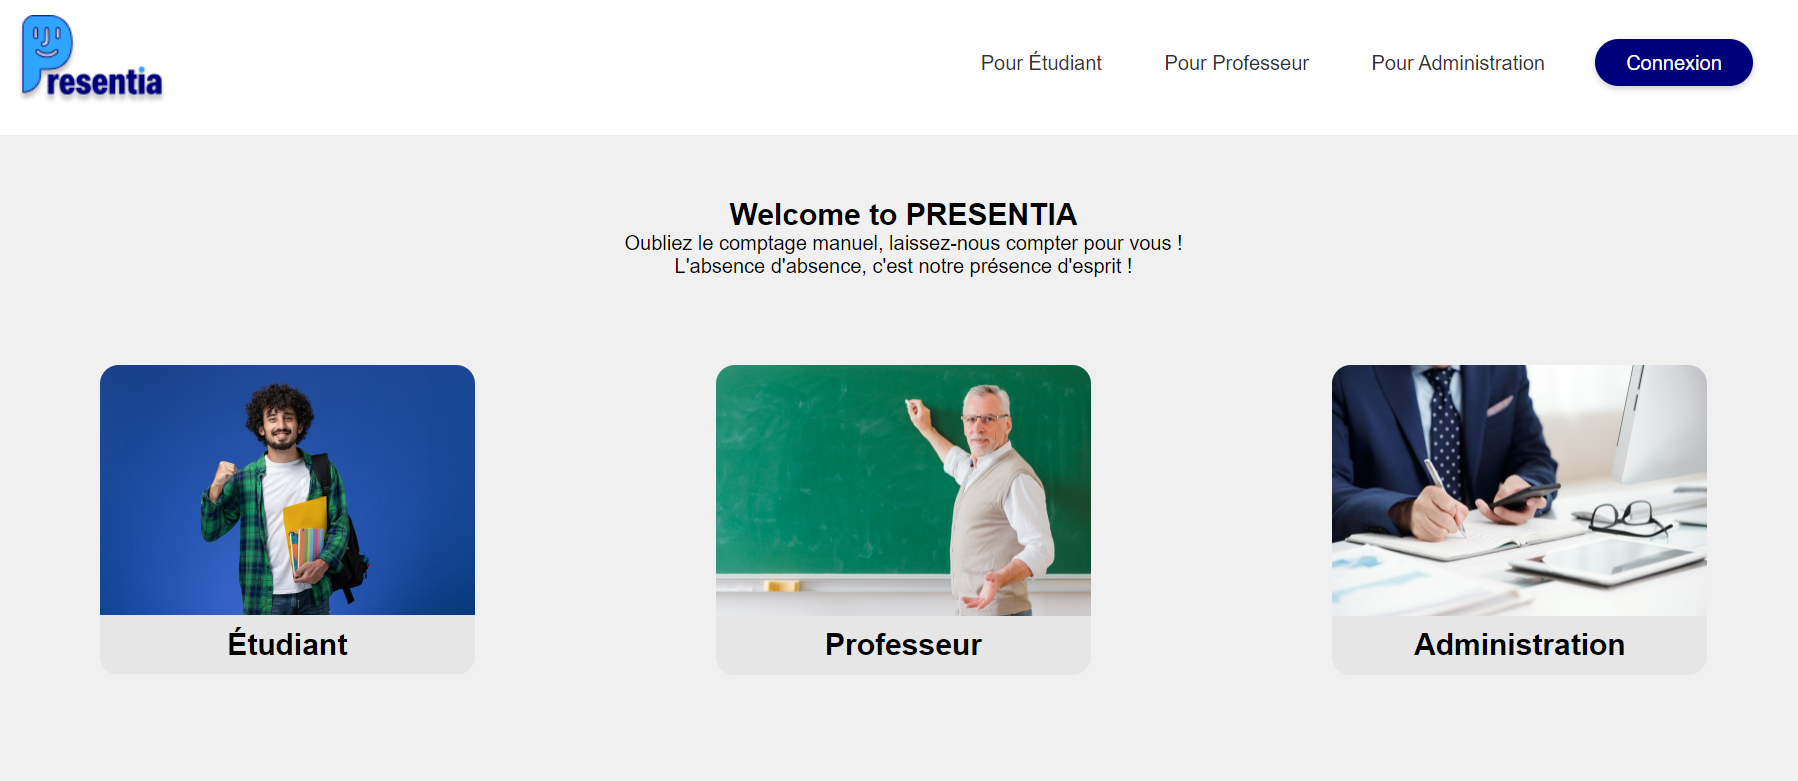 Presentia
Pour Étudiant
Pour Professeur
Pour Administration
Connexion
Welcome to PRESENTIA
Oubliez le comptage manuel, laissez-nous compter pour vous !
L'absence d'absence, c'est notre présence d'esprit !
Étudiant
Professeur
Administration